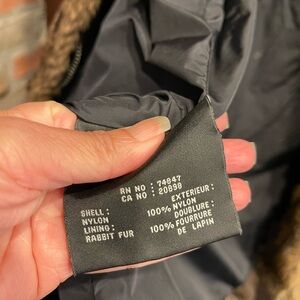 RN NO : 74847
CA NO : 20898
SHELL : EXTERIEUR :
NYLON 100% NYLON
LINING : DOUBLURE :
RABBIT FUR 100% FOURRURE
DE LAPIN